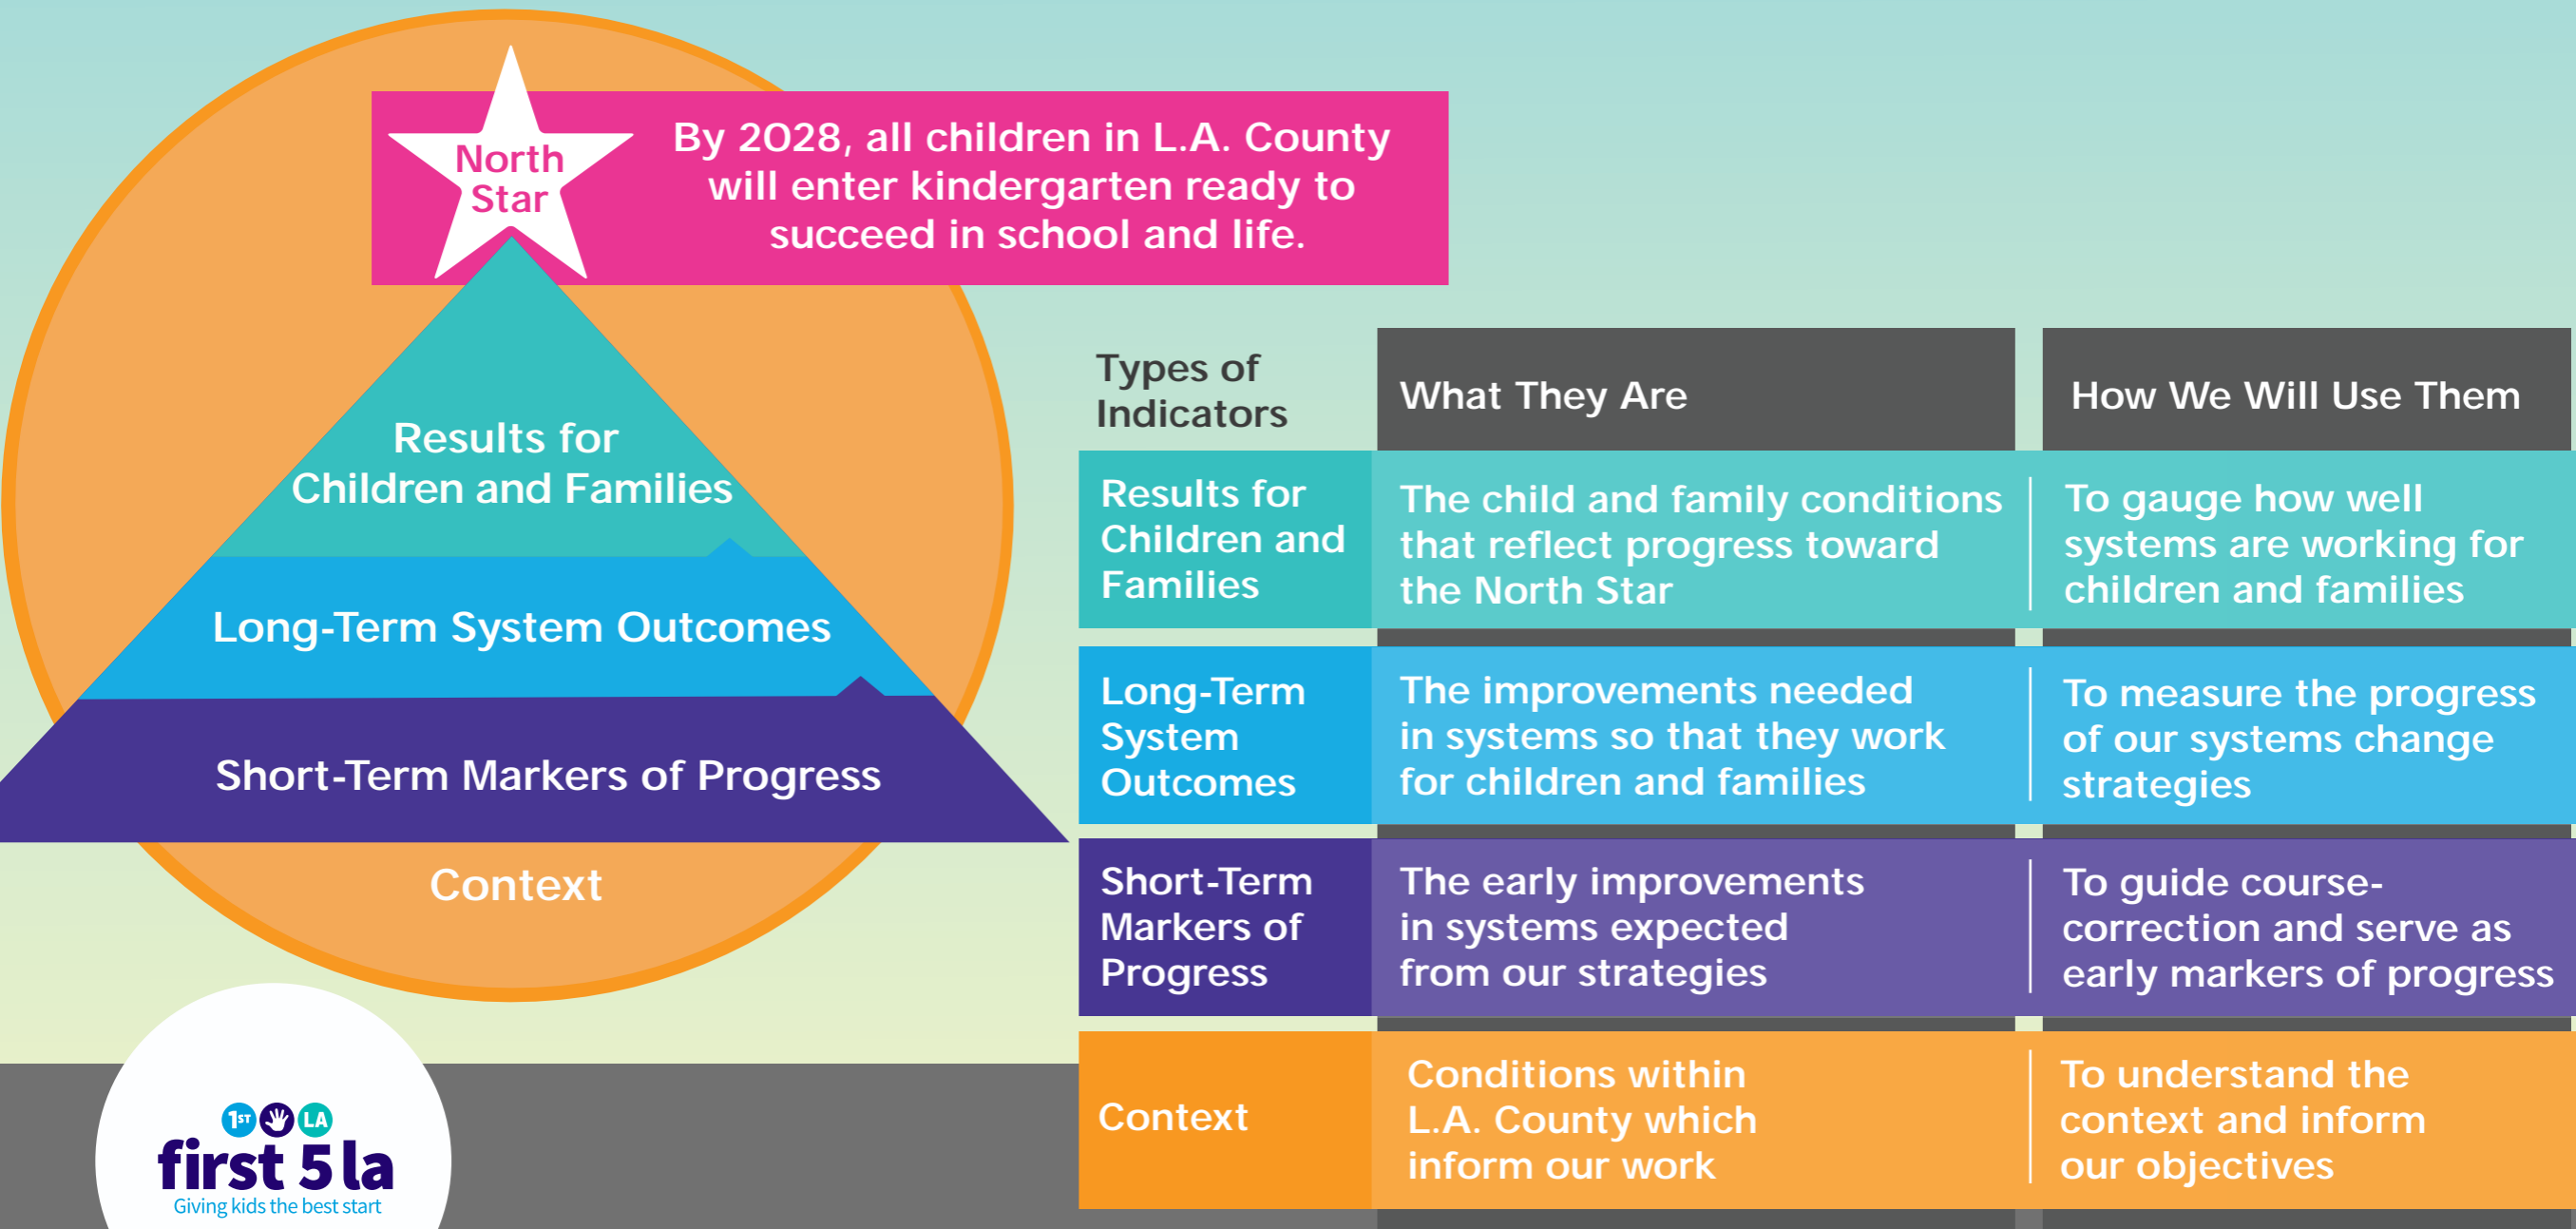 North
Star
By 2028, all children in L.A. County
will enter kindergarten ready to
succeed in school and life.
Results for
Children and Families
Long-Term System Outcomes
Short-Term Markers of Progress
Context
Types of
Indicators
What They Are
How We Will Use Them
Results for
Children and
Families
The child and family conditions
that reflect progress toward
the North Star
To gauge how well
systems are working for
children and families
Long-Term
System
Outcomes
The improvements needed
in systems so that they work
for children and families
To measure the progress
of our systems change
strategies
Short-Term
Markers of
Progress
The early improvements
in systems expected
from our strategies
To guide course-
correction and serve as
early markers of progress
Context
Conditions within
L.A. County which
inform our work
To understand the
context and inform
our objectives
1ST LA
first 5 la
Giving kids the best start